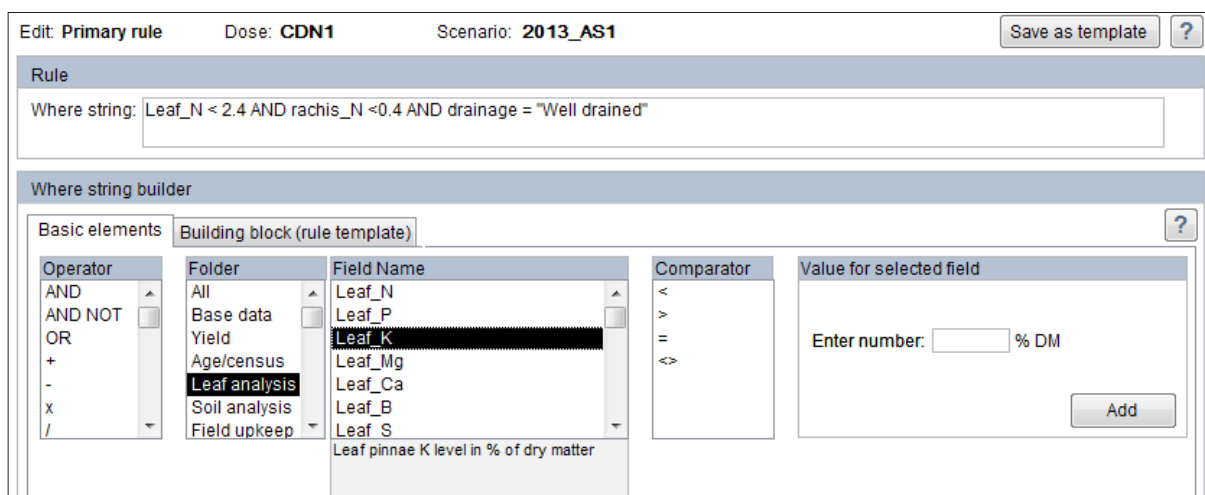 Edit: Primary rule Dose: CDN1 Scenario: 2013_AS1 Save as template ?
Rule
Where string: Leaf_N < 2.4 AND rachis_N <0.4 AND drainage = "Well drained"
Where string builder
Basic elements Building block (rule template) ?
Operator Folder Field Name Comparator Value for selected field
AND All Leaf_N <
AND NOT Base data Leaf_P >
OR Yield Leaf_K = Enter number: % DM
+ Age/census Leaf_Mg <>
- Leaf analysis Leaf_Ca
x Soil analysis Leaf_B Add
/ Field upkeep Leaf_S
Leaf pinnae K level in % of dry matter